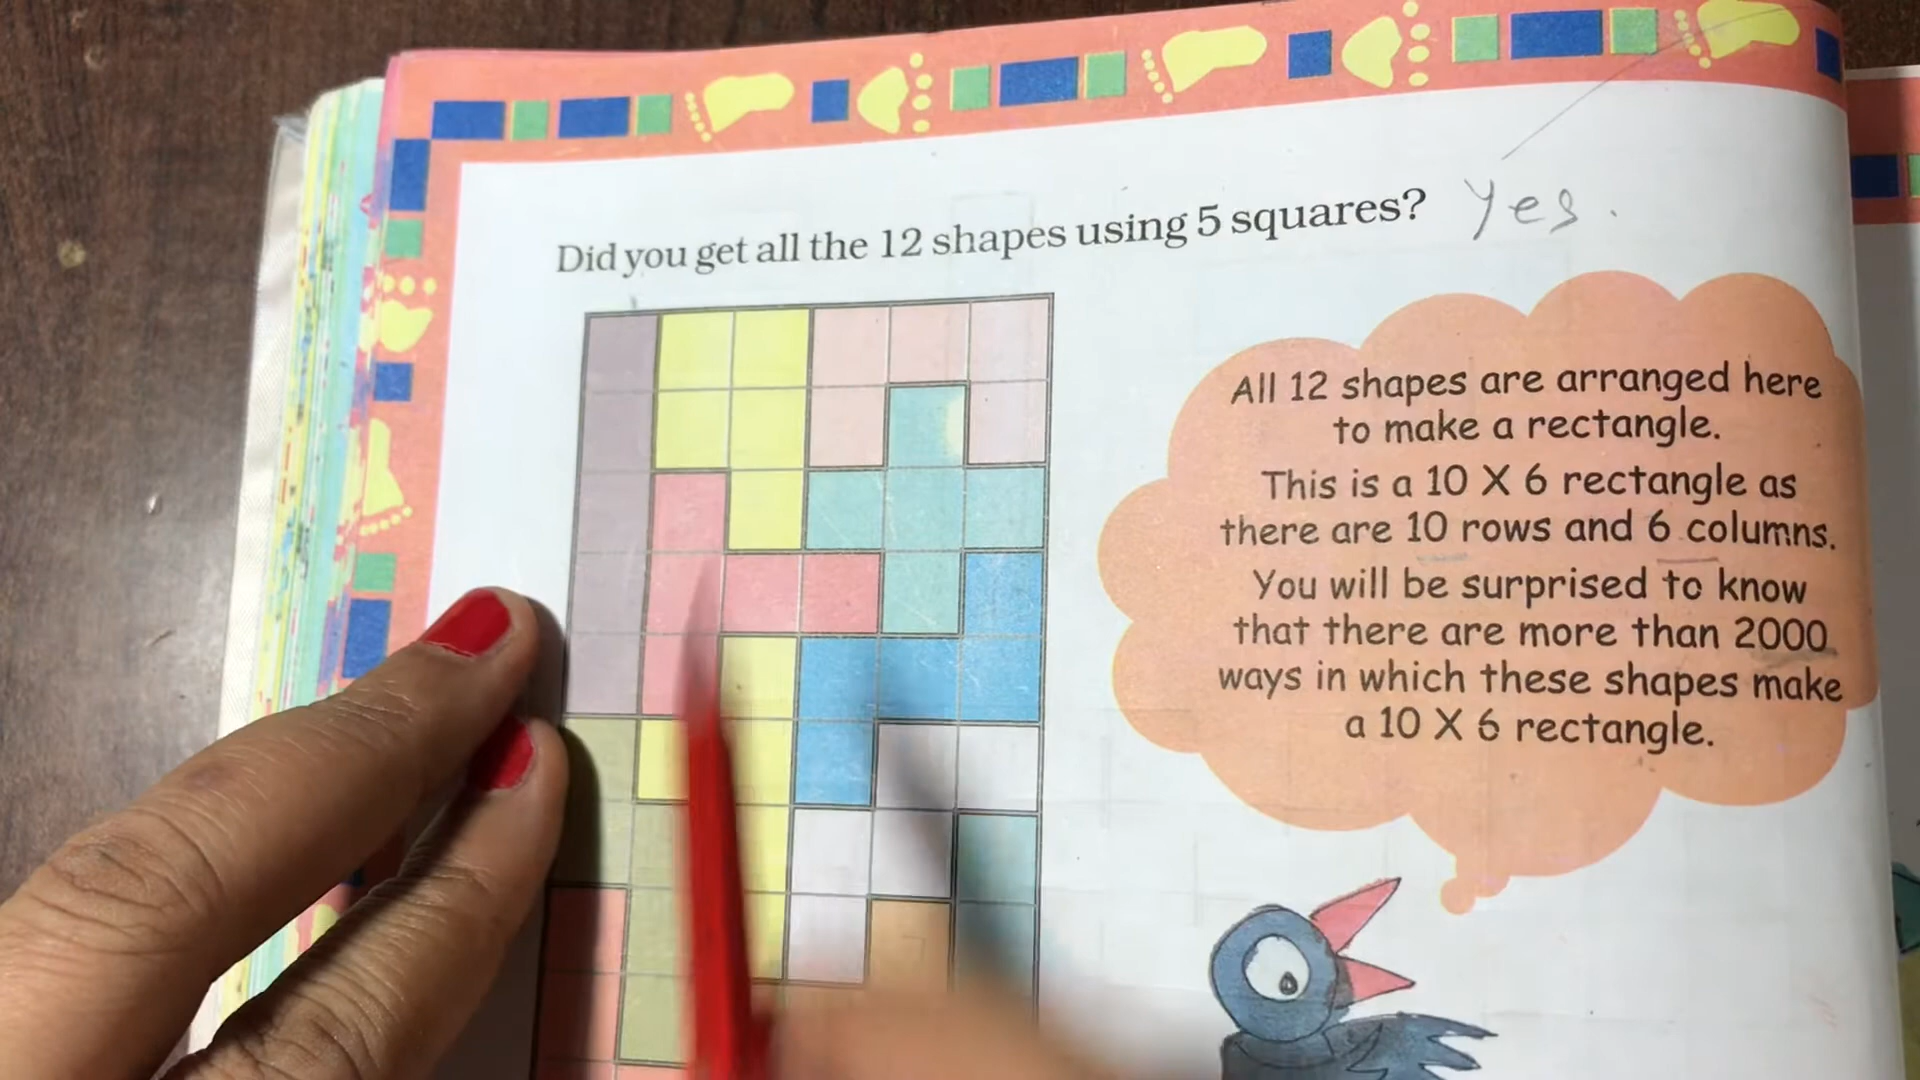 Did you get all the 12 shapes using 5 squares? Yes.
All 12 shapes are arranged here
to make a rectangle.
This is a 10 X 6 rectangle as
there are 10 rows and 6 columns.
You will be surprised to know
that there are more than 2000
ways in which these shapes make
a 10 X 6 rectangle.